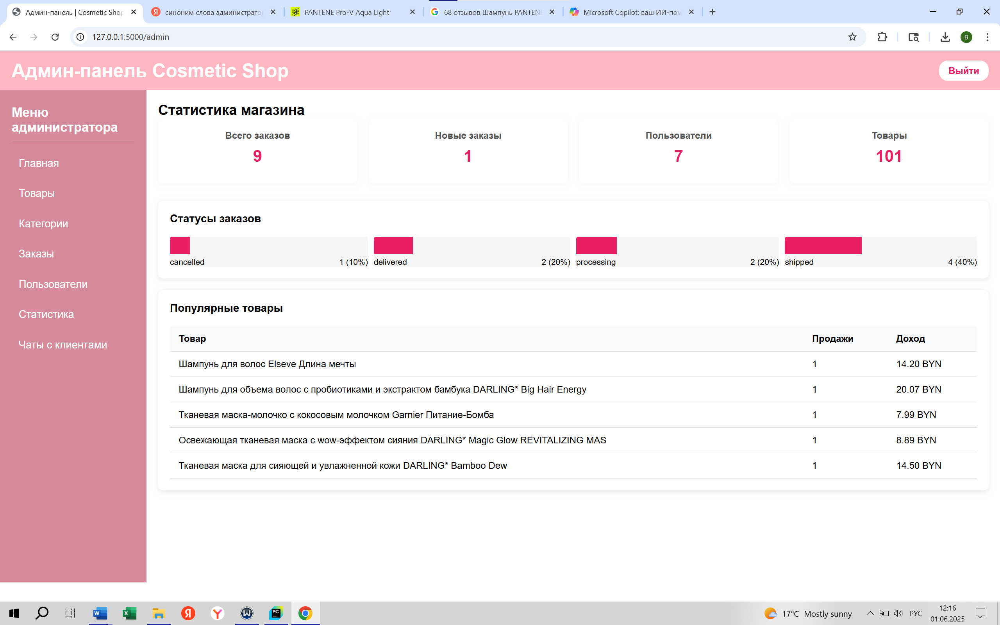 Админ-панель | Cosmetic Shop
синоним слова администратор
PANTENE Pro-V Aqua Light
68 отзывов Шампунь PANTENE
Microsoft Copilot: ваш ИИ-пом
127.0.0.1:5000/admin
B
Админ-панель Cosmetic Shop
Выйти
Меню
администратора
Главная
Товары
Категории
Заказы
Пользователи
Статистика
Чаты с клиентами
Статистика магазина
Всего заказов
9
Новые заказы
1
Пользователи
7
Товары
101
Статусы заказов
cancelled 1 (10%)
delivered 2 (20%)
processing 2 (20%)
shipped 4 (40%)
Популярные товары
Товар Продажи Доход
Шампунь для волос Elseve Длина мечты 1 14.20 BYN
Шампунь для объема волос с пробиотиками и экстрактом бамбука DARLING* Big Hair Energy 1 20.07 BYN
Тканевая маска-молочко с кокосовым молочком Garnier Питание-Бомба 1 7.99 BYN
Освежающая тканевая маска с wow-эффектом сияния DARLING* Magic Glow REVITALIZING MAS 1 8.89 BYN
Тканевая маска для сияющей и увлажненной кожи DARLING* Bamboo Dew 1 14.50 BYN
17°C Mostly sunny
РУС
12:16
01.06.2025